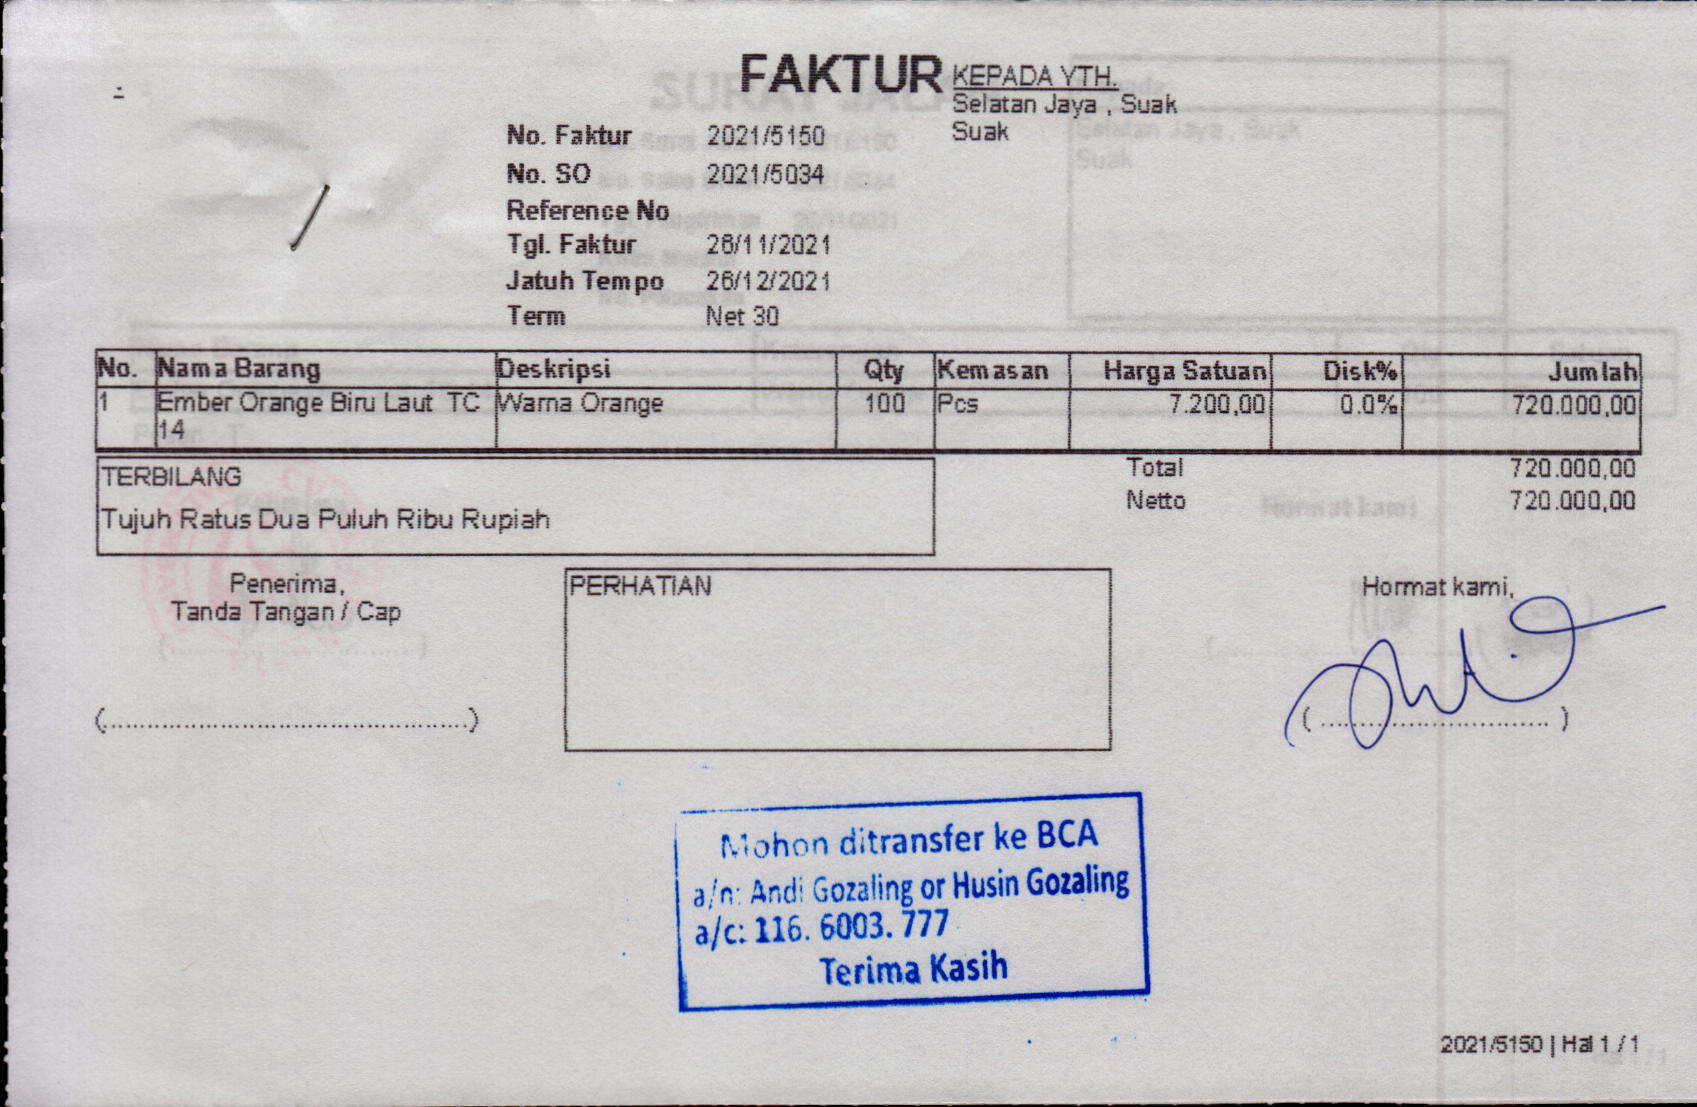 FAKTUR
KEPADA YTH.
Selatan Jaya , Suak
Suak
No. Faktur 2021/5150
No. SO 2021/5034
Reference No
Tgl. Faktur 26/11/2021
Jatuh Tempo 26/12/2021
Term Net 30
No. Nama Barang Deskripsi Qty Kemasan Harga Satuan Disk% Jumlah
1 Ember Orange Biru Laut TC Warna Orange 100 Pcs 7.200,00 0.0% 720.000,00
14
TERBILANG
Tujuh Ratus Dua Puluh Ribu Rupiah
Total 720.000,00
Netto 720.000,00
Penerima,
Tanda Tangan / Cap
PERHATIAN
Hormat kami,
Mohon ditransfer ke BCA
a/n: Andi Gozaling or Husin Gozaling
a/c: 116. 6003. 777
Terima Kasih
2021/5150 | Hal 1 / 1